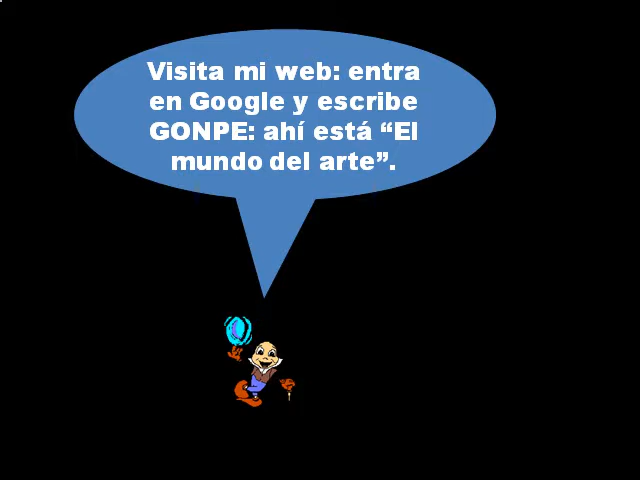 Visita mi web: entra
en Google y escribe
GONPE: ahí está “El
mundo del arte”.